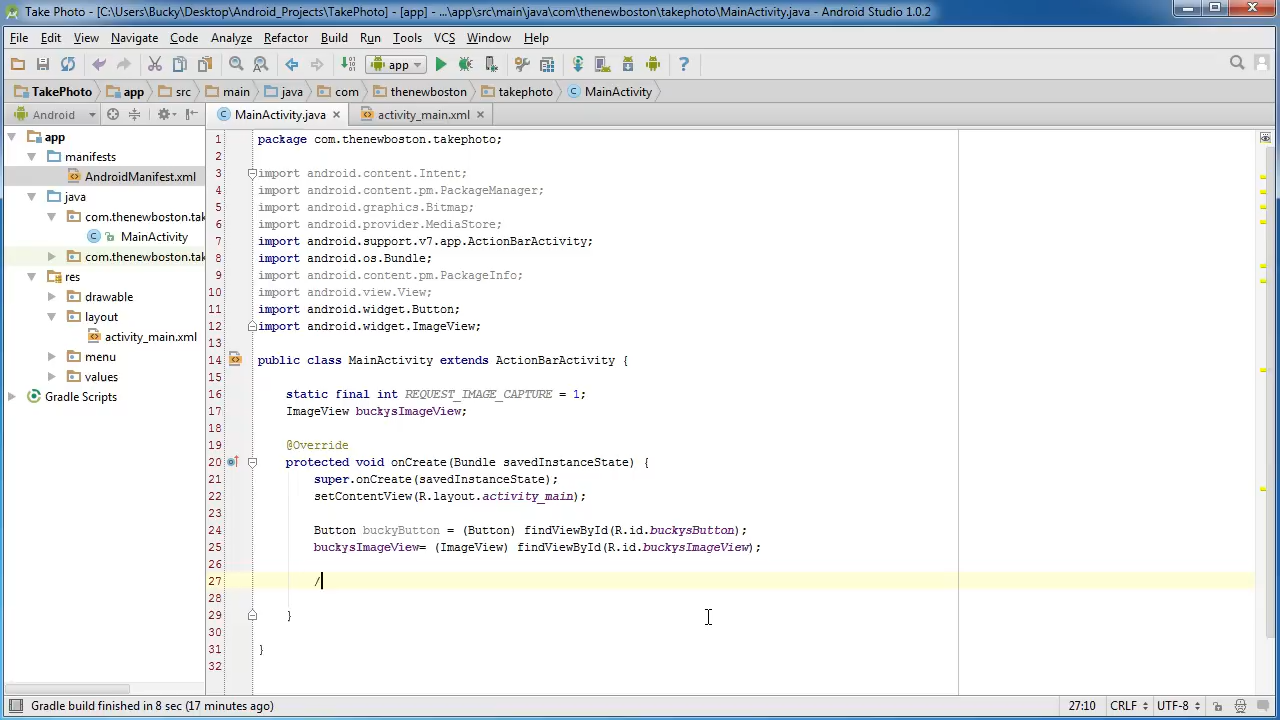 Take Photo - [C:\Users\Bucky\Desktop\Android_Projects\TakePhoto] - [app] - ...\app\src\main\java\com\thenewboston\takephoto\MainActivity.java - Android Studio 1.0.2
File Edit View Navigate Code Analyze Refactor Build Run Tools VCS Window Help
app
TakePhoto app src main java com thenewboston takephoto MainActivity
Android
MainActivity.java activity_main.xml
app
manifests
AndroidManifest.xml
java
com.thenewboston.tak
MainActivity
com.thenewboston.tak
res
drawable
layout
activity_main.xml
menu
values
Gradle Scripts
1 package com.thenewboston.takephoto;
2
3 import android.content.Intent;
4 import android.content.pm.PackageManager;
5 import android.graphics.Bitmap;
6 import android.provider.MediaStore;
7 import android.support.v7.app.ActionBarActivity;
8 import android.os.Bundle;
9 import android.content.pm.PackageInfo;
10 import android.view.View;
11 import android.widget.Button;
12 import android.widget.ImageView;
13
14 public class MainActivity extends ActionBarActivity {
15
16 static final int REQUEST_IMAGE_CAPTURE = 1;
17 ImageView buckysImageView;
18
19 @Override
20 protected void onCreate(Bundle savedInstanceState) {
21 super.onCreate(savedInstanceState);
22 setContentView(R.layout.activity_main);
23
24 Button buckyButton = (Button) findViewById(R.id.buckysButton);
25 buckysImageView= (ImageView) findViewById(R.id.buckysImageView);
26
27 /
28
29 }
30
31 }
32
Gradle build finished in 8 sec (17 minutes ago) 27:10 CRLF UTF-8